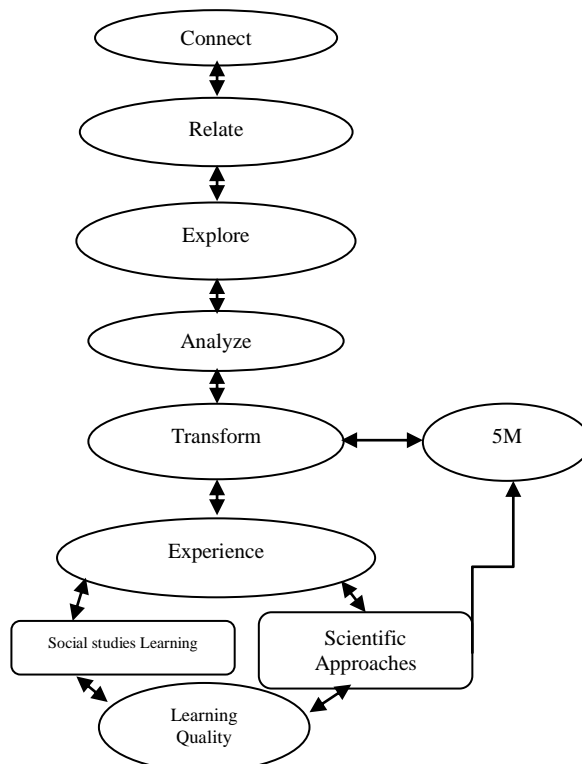 Connect
Relate
Explore
Analyze
Transform
5M
Experience
Social studies Learning
Scientific
Approaches
Learning
Quality